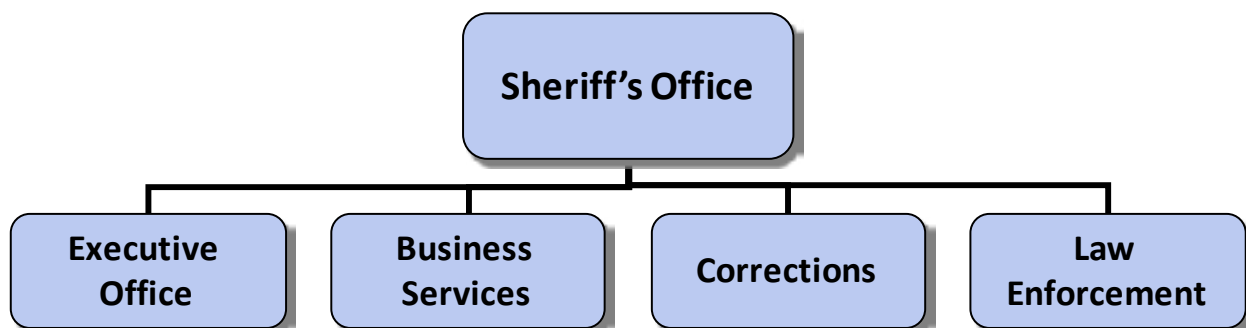 Sheriff’s Office
Executive
Office
Business
Services
Corrections
Law
Enforcement